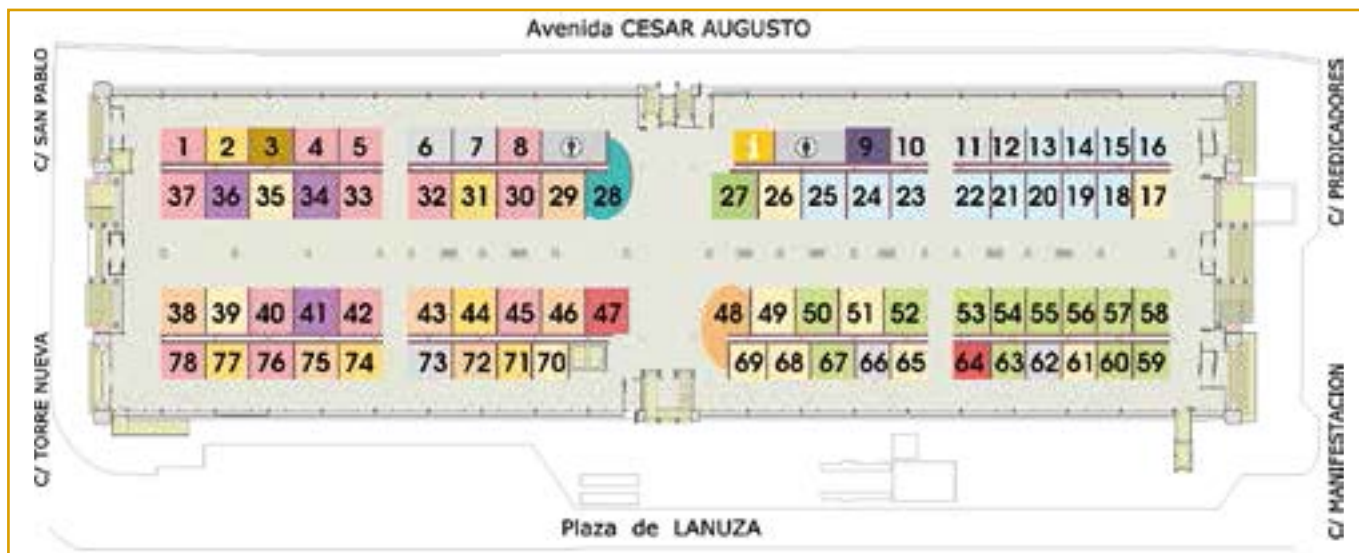 Avenida CESAR AUGUSTO
C/ SAN PABLO
C/ PREDICADORES
1 2 3 4 5 6 7 8 i 9 10 11 12 13 14 15 16
37 36 35 34 33 32 31 30 29 28 27 26 25 24 23 22 21 20 19 18 17
38 39 40 41 42 43 44 45 46 47 48 49 50 51 52 53 54 55 56 57 58
78 77 76 75 74 73 72 71 70 69 68 67 66 65 64 63 62 61 60 59
C/ TORRE NUEVA
C/ MANIFESTACION
Plaza de LANUZA